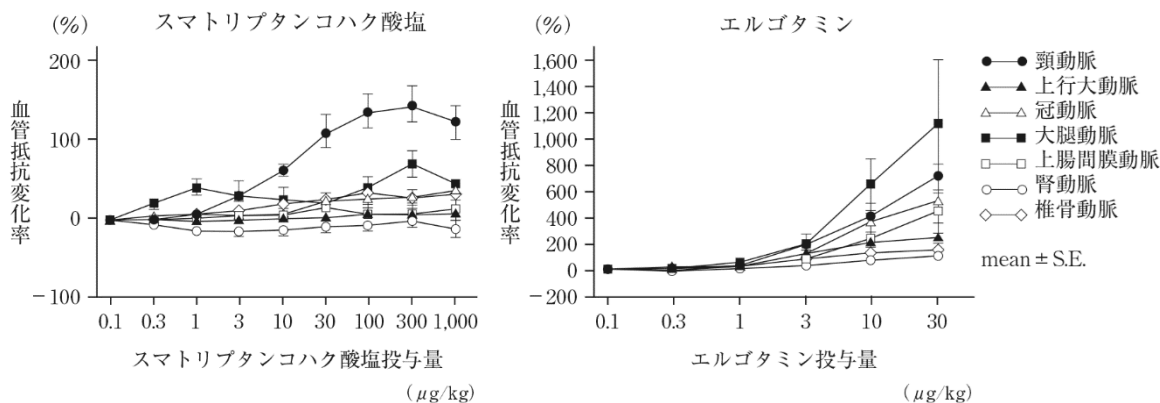 スマトリプタンコハク酸塩
(%)
200
100
0
−100
血管抵抗変化率
0.1 0.3 1 3 10 30 100 300 1,000
スマトリプタンコハク酸塩投与量
(μg/kg)
エルゴタミン
(%)
1,600
1,400
1,200
1,000
800
600
400
200
0
−200
血管抵抗変化率
0.1 0.3 1 3 10 30
エルゴタミン投与量
(μg/kg)
頸動脈
上行大動脈
冠動脈
大腿動脈
上腸間膜動脈
腎動脈
椎骨動脈
mean ± S.E.